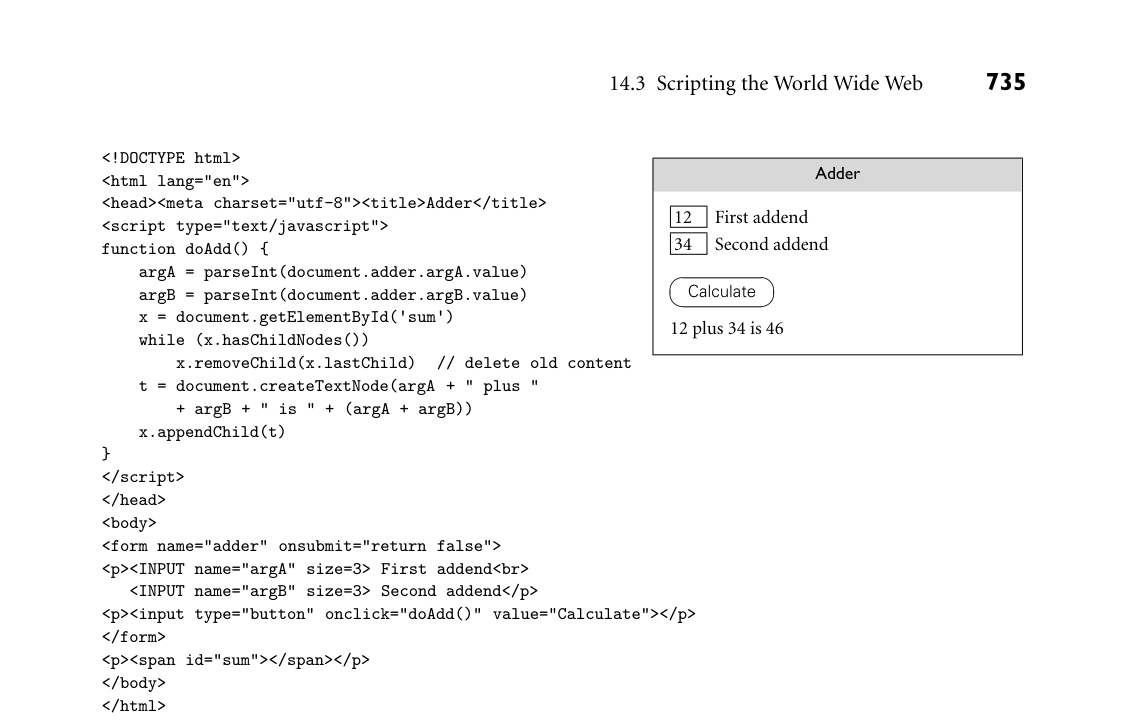 14.3 Scripting the World Wide Web 735
<!DOCTYPE html>
<html lang="en">
<head><meta charset="utf-8"><title>Adder</title>
<script type="text/javascript">
function doAdd() {
    argA = parseInt(document.adder.argA.value)
    argB = parseInt(document.adder.argB.value)
    x = document.getElementById('sum')
    while (x.hasChildNodes())
        x.removeChild(x.lastChild)  // delete old content
    t = document.createTextNode(argA + " plus "
        + argB + " is " + (argA + argB))
    x.appendChild(t)
}
</script>
</head>
<body>
<form name="adder" onsubmit="return false">
<p><INPUT name="argA" size=3> First addend<br>
   <INPUT name="argB" size=3> Second addend</p>
<p><input type="button" onclick="doAdd()" value="Calculate"></p>
</form>
<p><span id="sum"></span></p>
</body>
</html>
Adder
12 First addend
34 Second addend
Calculate
12 plus 34 is 46